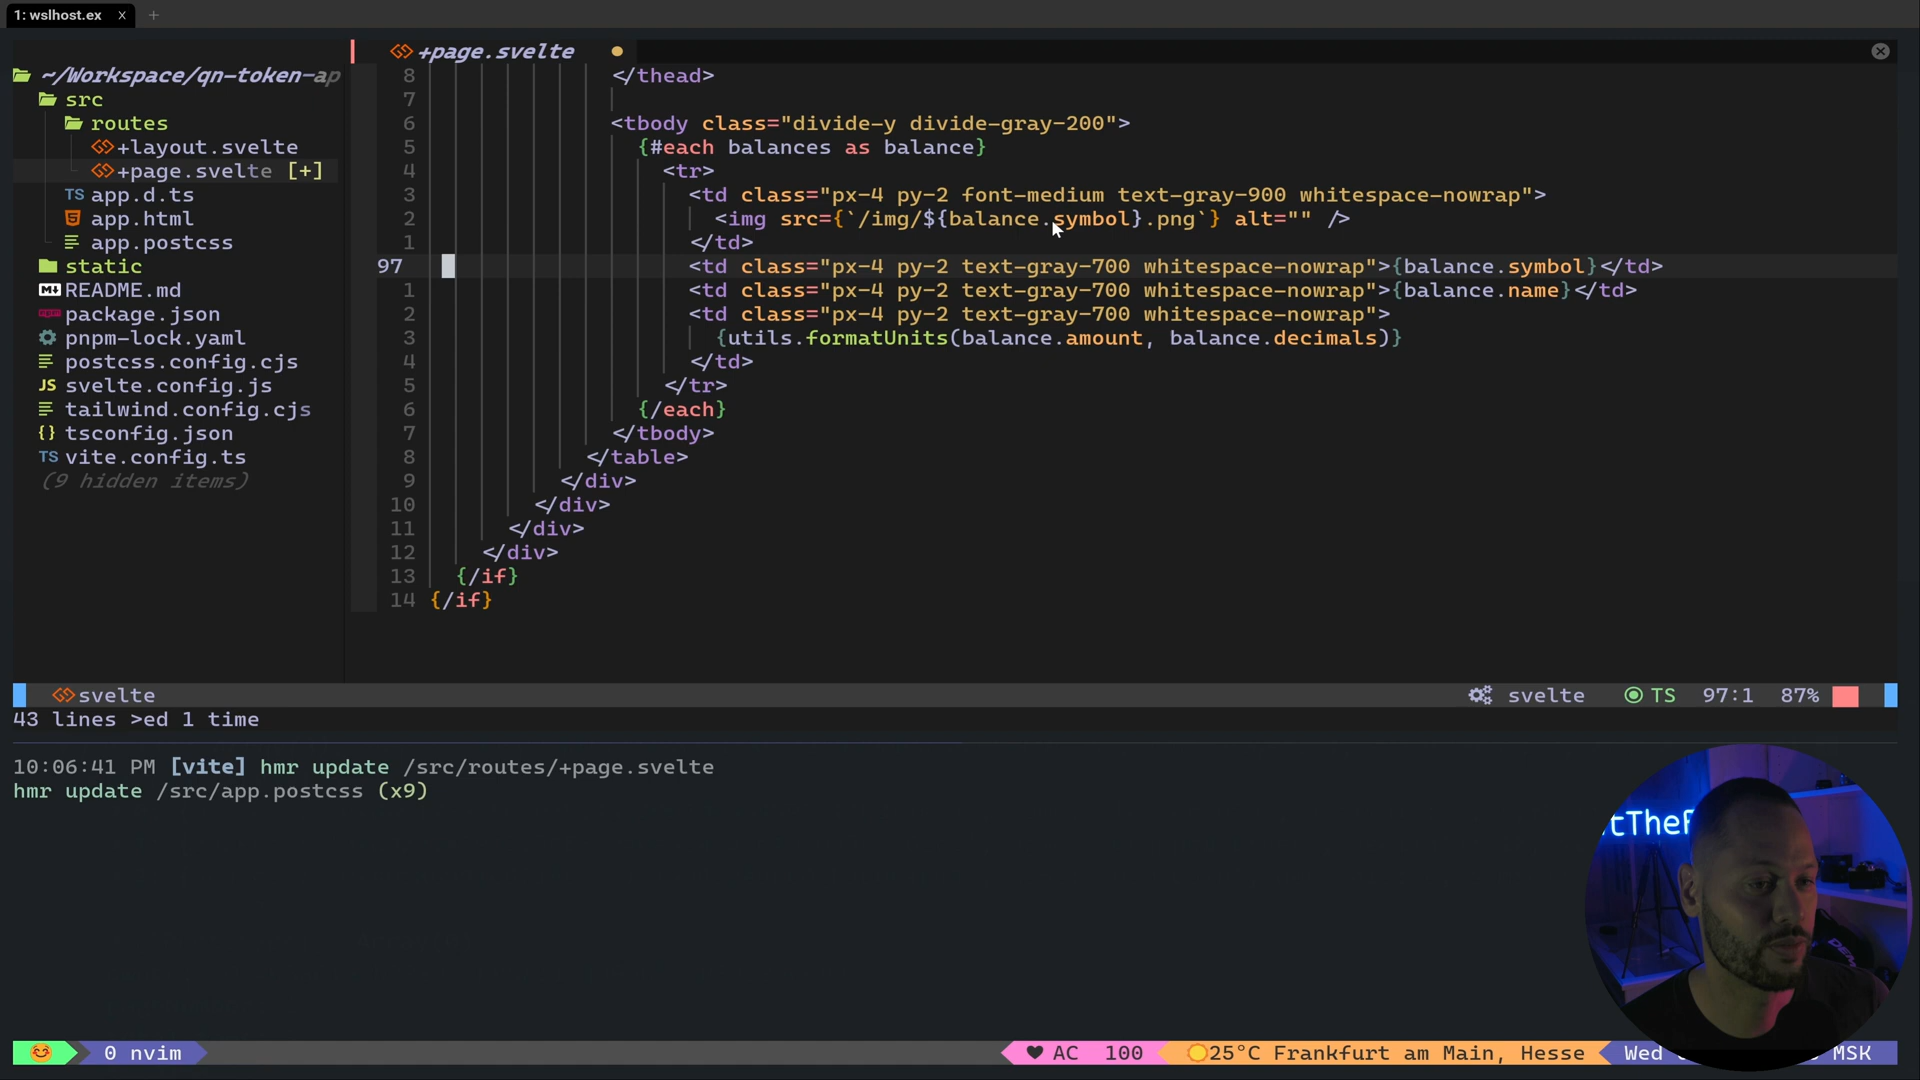 1: wslhost.ex x +
+page.svelte
~/Workspace/qn-token-ap
src
routes
+layout.svelte
+page.svelte [+]
TS app.d.ts
app.html
app.postcss
static
README.md
package.json
pnpm-lock.yaml
postcss.config.cjs
JS svelte.config.js
tailwind.config.cjs
{} tsconfig.json
TS vite.config.ts
(9 hidden items)
8 </thead>
7
6 <tbody class="divide-y divide-gray-200">
5 {#each balances as balance}
4 <tr>
3 <td class="px-4 py-2 font-medium text-gray-900 whitespace-nowrap">
2 <img src={`/img/${balance.symbol}.png`} alt="" />
1 </td>
97 <td class="px-4 py-2 text-gray-700 whitespace-nowrap">{balance.symbol}</td>
1 <td class="px-4 py-2 text-gray-700 whitespace-nowrap">{balance.name}</td>
2 <td class="px-4 py-2 text-gray-700 whitespace-nowrap">
3 {utils.formatUnits(balance.amount, balance.decimals)}
4 </td>
5 </tr>
6 {/each}
7 </tbody>
8 </table>
9 </div>
10 </div>
11 </div>
12 </div>
13 {/if}
14 {/if}
svelte svelte TS 97:1 87%
43 lines >ed 1 time
10:06:41 PM [vite] hmr update /src/routes/+page.svelte
hmr update /src/app.postcss (x9)
0 nvim AC 100 25°C Frankfurt am Main, Hesse Wed MSK